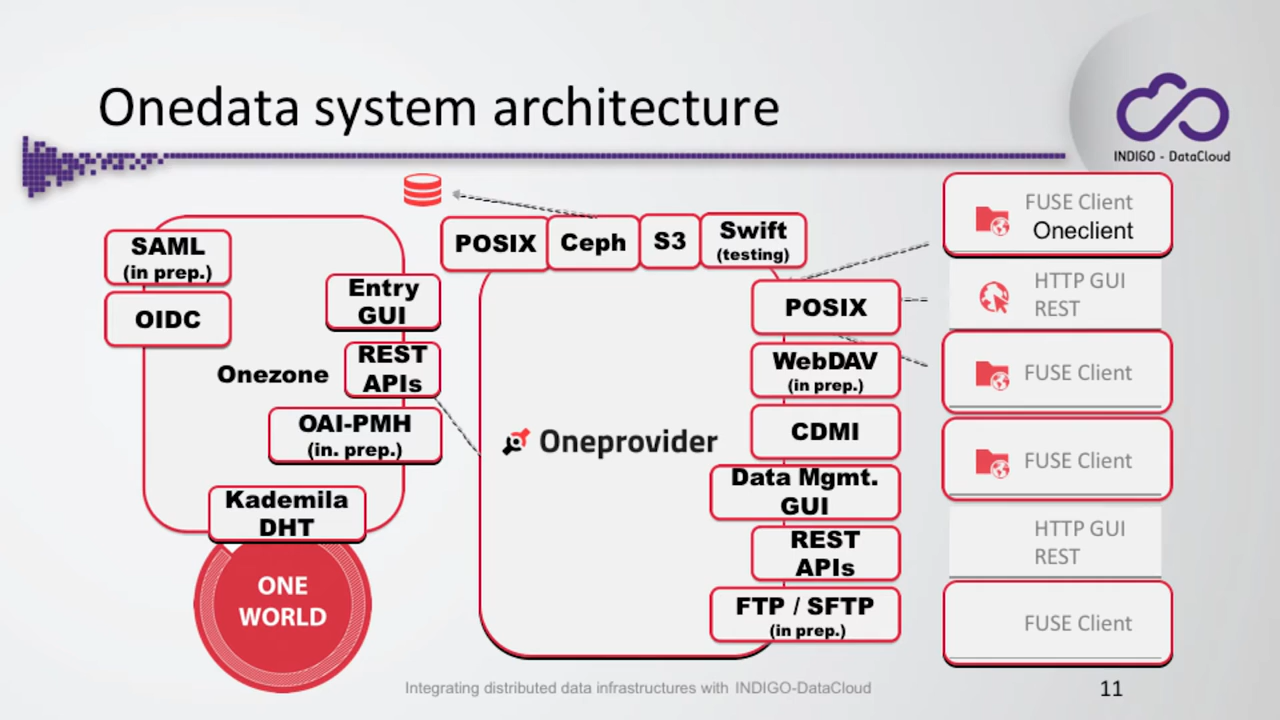 Onedata system architecture
INDIGO - DataCloud
SAML
(in prep.)
OIDC
Entry
GUI
Onezone
REST
APIs
OAI-PMH
(in. prep.)
Kademila
DHT
ONE
WORLD
POSIX
Ceph
S3
Swift
(testing)
Oneprovider
POSIX
WebDAV
(in prep.)
CDMI
Data Mgmt.
GUI
REST
APIs
FTP / SFTP
(in prep.)
FUSE Client
Oneclient
HTTP GUI
REST
FUSE Client
FUSE Client
HTTP GUI
REST
FUSE Client
Integrating distributed data infrastructures with INDIGO-DataCloud
11